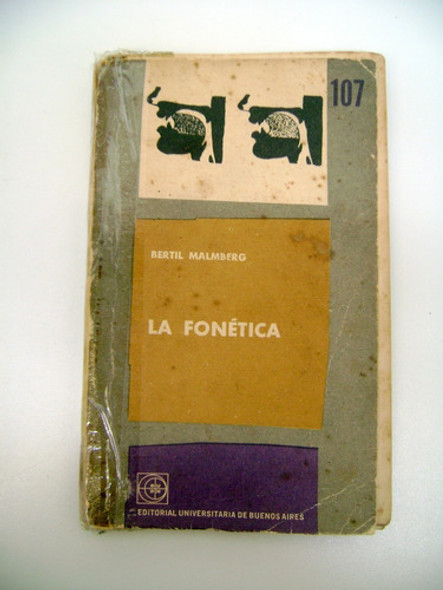 107
BERTIL MALMBERG
LA FONÉTICA
EDITORIAL UNIVERSITARIA DE BUENOS AIRES